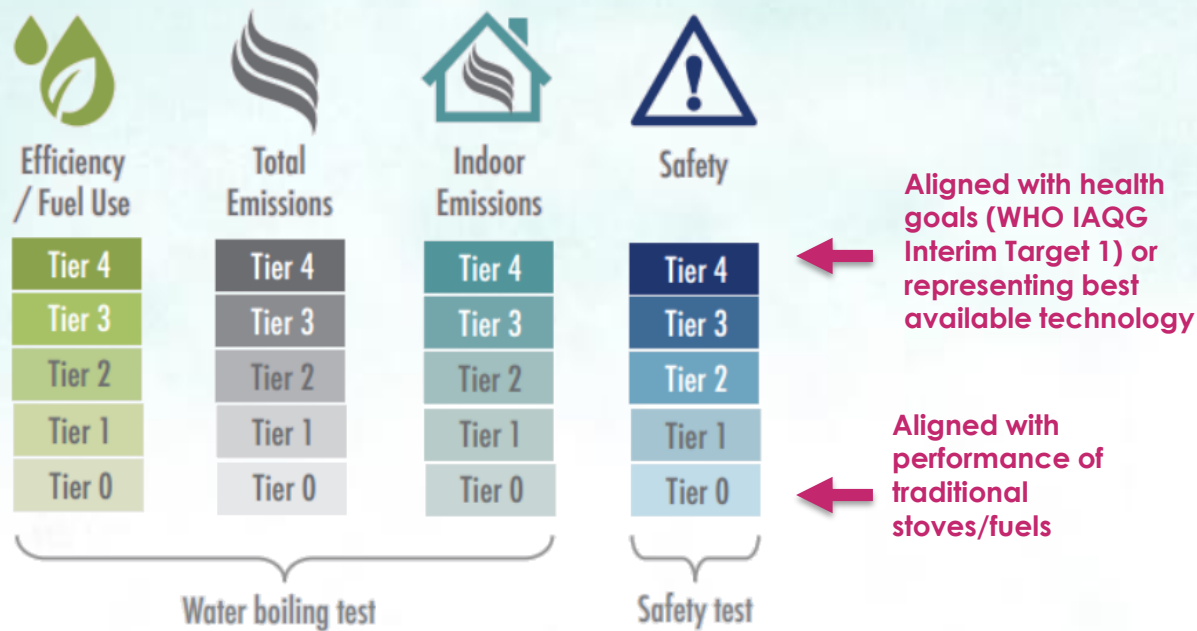 Efficiency
/ Fuel Use
Total
Emissions
Indoor
Emissions
Safety
Tier 4
Tier 3
Tier 2
Tier 1
Tier 0
Tier 4
Tier 3
Tier 2
Tier 1
Tier 0
Tier 4
Tier 3
Tier 2
Tier 1
Tier 0
Tier 4
Tier 3
Tier 2
Tier 1
Tier 0
Aligned with health
goals (WHO IAQG
Interim Target 1) or
representing best
available technology
Aligned with
performance of
traditional
stoves/fuels
Water boiling test
Safety test